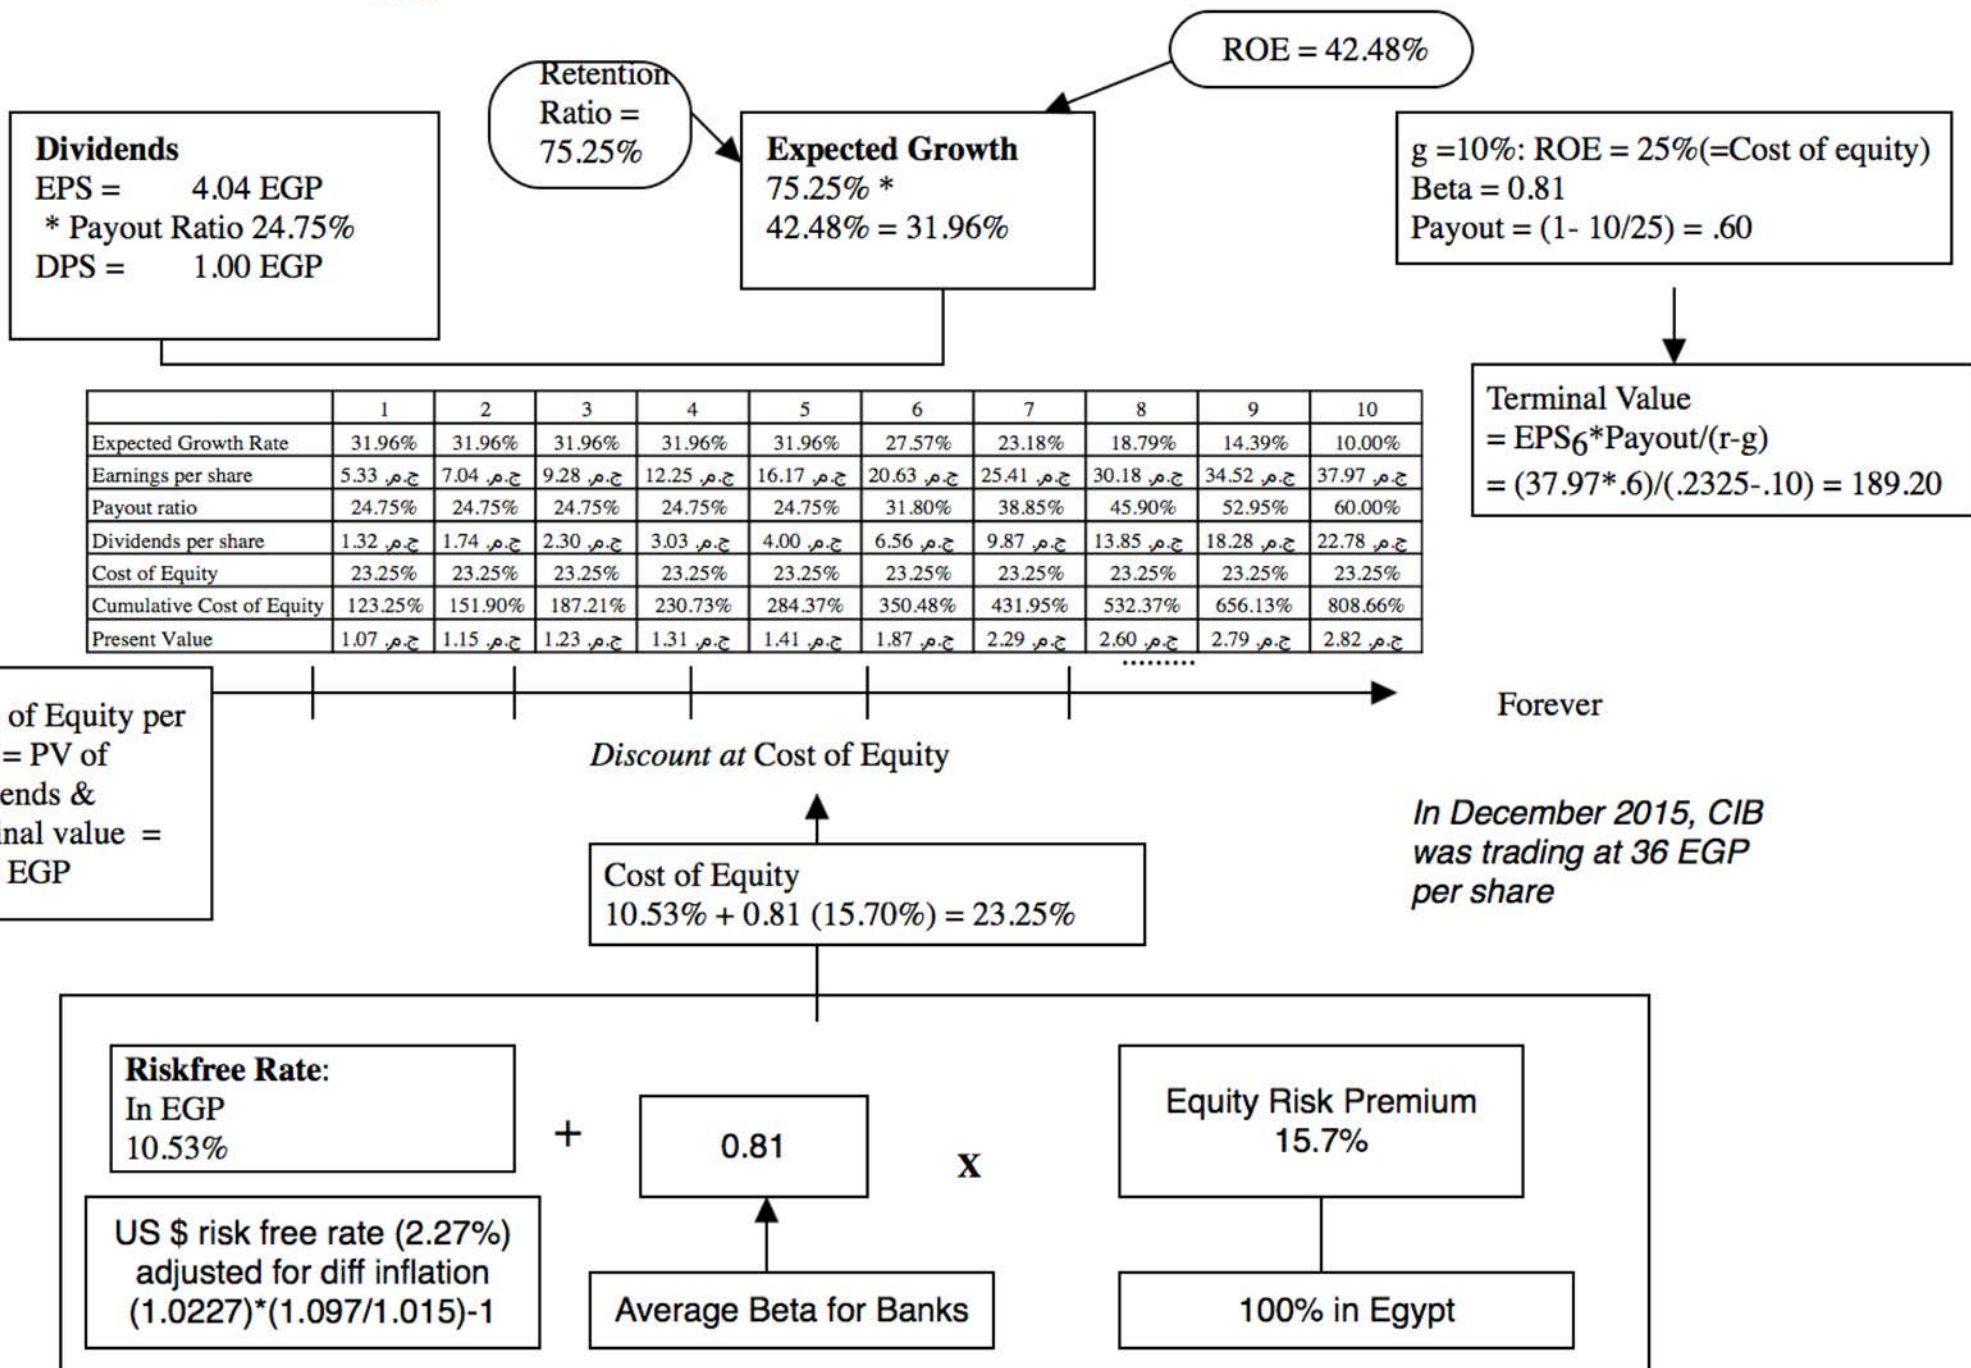 ROE = 42.48%
Retention
Ratio =
75.25%
Dividends
EPS = 4.04 EGP
* Payout Ratio 24.75%
DPS = 1.00 EGP
Expected Growth
75.25% *
42.48% = 31.96%
g =10%: ROE = 25%(=Cost of equity)
Beta = 0.81
Payout = (1- 10/25) = .60
Terminal Value
= EPS6*Payout/(r-g)
= (37.97*.6)/(.2325-.10) = 189.20
1 2 3 4 5 6 7 8 9 10
Expected Growth Rate 31.96% 31.96% 31.96% 31.96% 31.96% 27.57% 23.18% 18.79% 14.39% 10.00%
Earnings per share 5.33 ج.م. 7.04 ج.م. 9.28 ج.م. 12.25 ج.م. 16.17 ج.م. 20.63 ج.م. 25.41 ج.م. 30.18 ج.م. 34.52 ج.م. 37.97 ج.م.
Payout ratio 24.75% 24.75% 24.75% 24.75% 24.75% 31.80% 38.85% 45.90% 52.95% 60.00%
Dividends per share 1.32 ج.م. 1.74 ج.م. 2.30 ج.م. 3.03 ج.م. 4.00 ج.م. 6.56 ج.م. 9.87 ج.م. 13.85 ج.م. 18.28 ج.م. 22.78 ج.م.
Cost of Equity 23.25% 23.25% 23.25% 23.25% 23.25% 23.25% 23.25% 23.25% 23.25% 23.25%
Cumulative Cost of Equity 123.25% 151.90% 187.21% 230.73% 284.37% 350.48% 431.95% 532.37% 656.13% 808.66%
Present Value 1.07 ج.م. 1.15 ج.م. 1.23 ج.م. 1.31 ج.م. 1.41 ج.م. 1.87 ج.م. 2.29 ج.م. 2.60 ج.م. 2.79 ج.م. 2.82 ج.م.
.........
of Equity per
= PV of
ends &
nal value =
EGP
Forever
Discount at Cost of Equity
In December 2015, CIB
was trading at 36 EGP
per share
Cost of Equity
10.53% + 0.81 (15.70%) = 23.25%
Riskfree Rate:
In EGP
10.53%
+
0.81
X
Equity Risk Premium
15.7%
US $ risk free rate (2.27%)
adjusted for diff inflation
(1.0227)*(1.097/1.015)-1
Average Beta for Banks
100% in Egypt